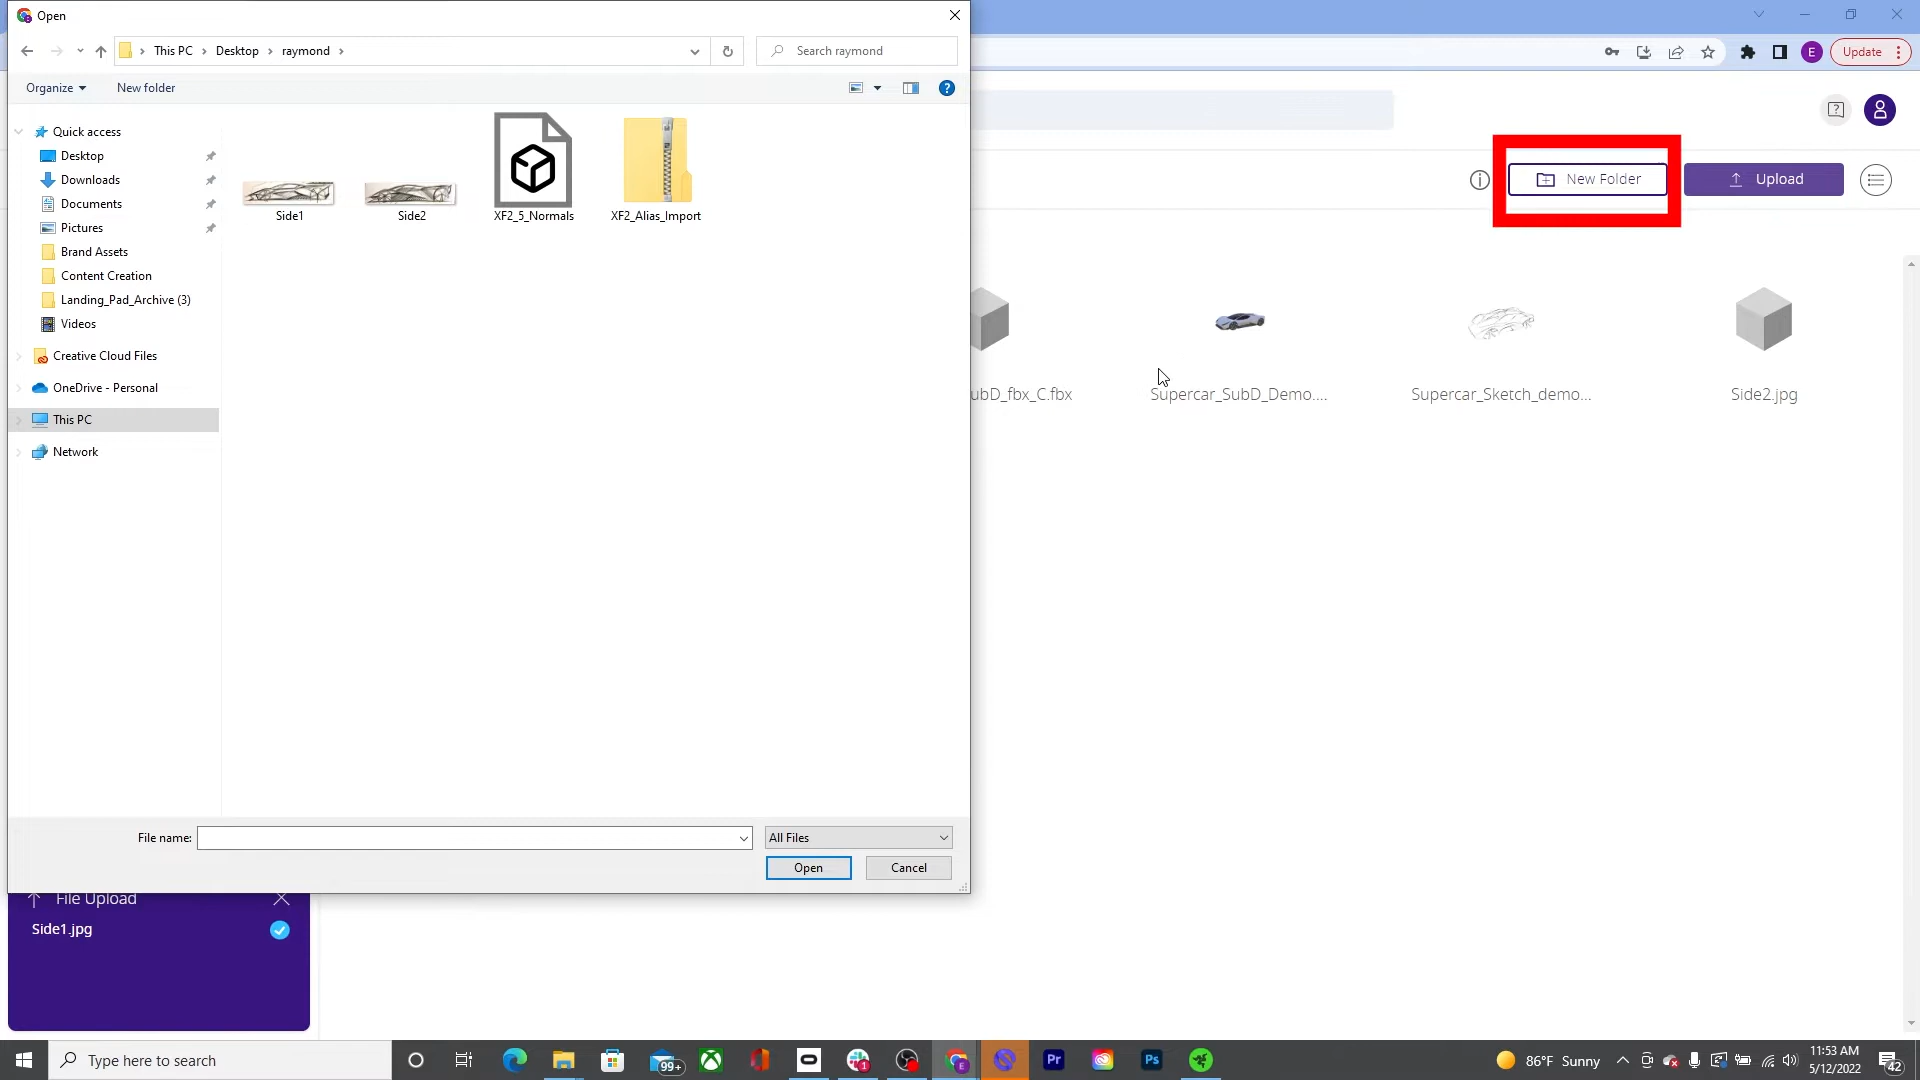 Open
This PC
Desktop
raymond
Search raymond
E
Update
Organize
New folder
?
Quick access
Desktop
Downloads
Documents
Pictures
Brand Assets
Content Creation
Landing_Pad_Archive (3)
Videos
Creative Cloud Files
OneDrive - Personal
This PC
Network
Side1
Side2
XF2_5_Normals
XF2_Alias_Import
New Folder
Upload
ubD_fbx_C.fbx
Supercar_SubD_Demo....
Supercar_Sketch_demo...
Side2.jpg
File name:
All Files
Open
Cancel
File Upload
Side1.jpg
Type here to search
99+
1
E
Pr
Ps
86°F Sunny
11:53 AM
5/12/2022
42